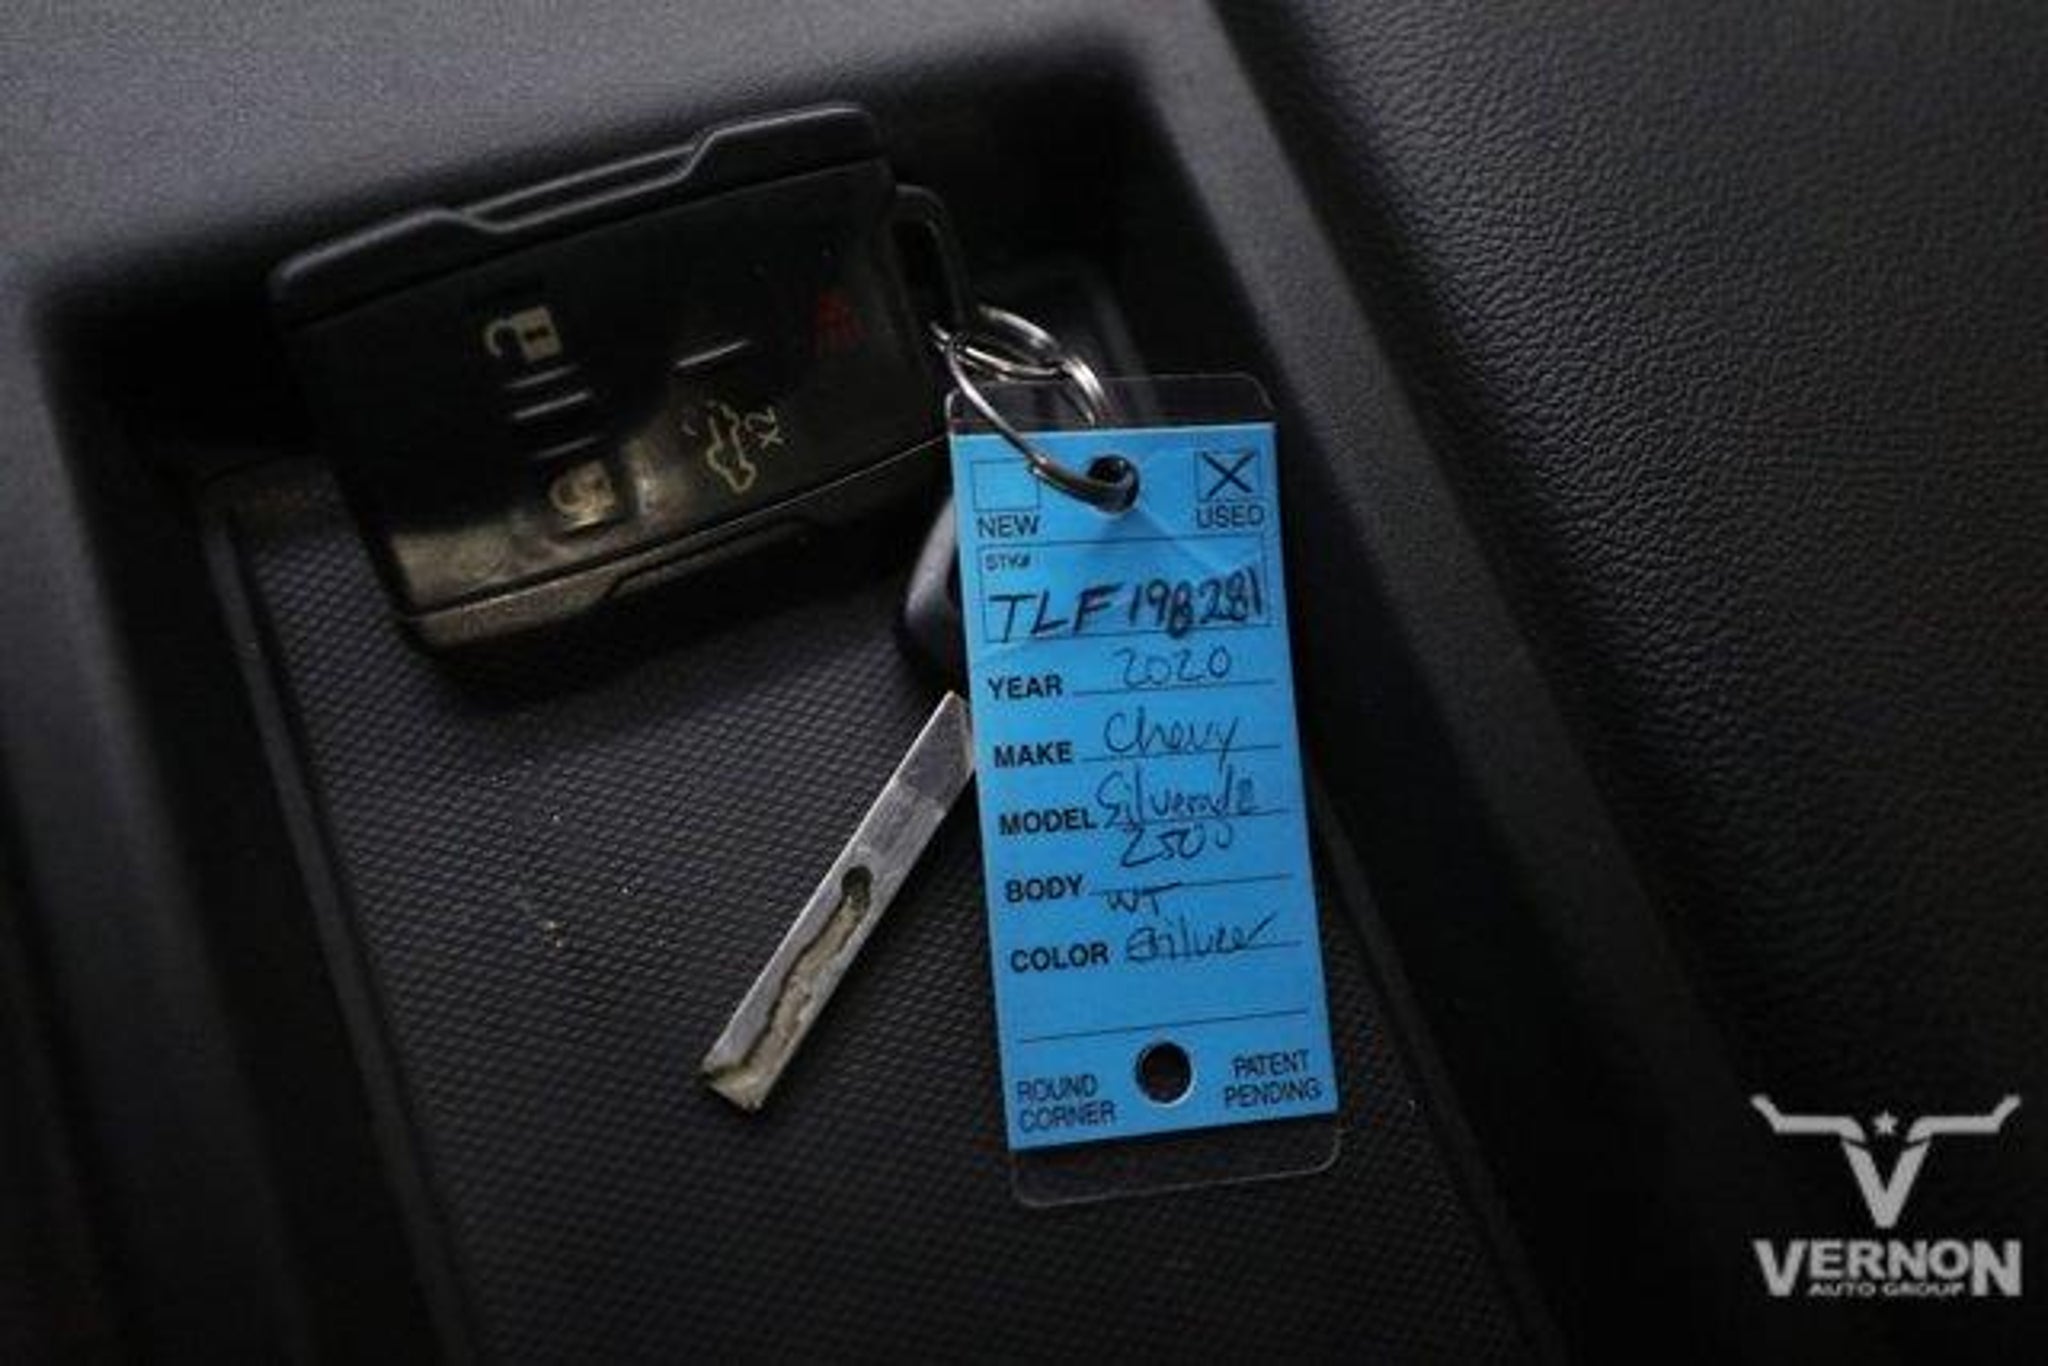 NEW USED
STK#
TLF198281
YEAR 2020
MAKE Chevy
MODEL Silverado
2500
BODY WT
COLOR Silver
ROUND CORNER
PATENT PENDING
x2
VERNON
AUTO GROUP